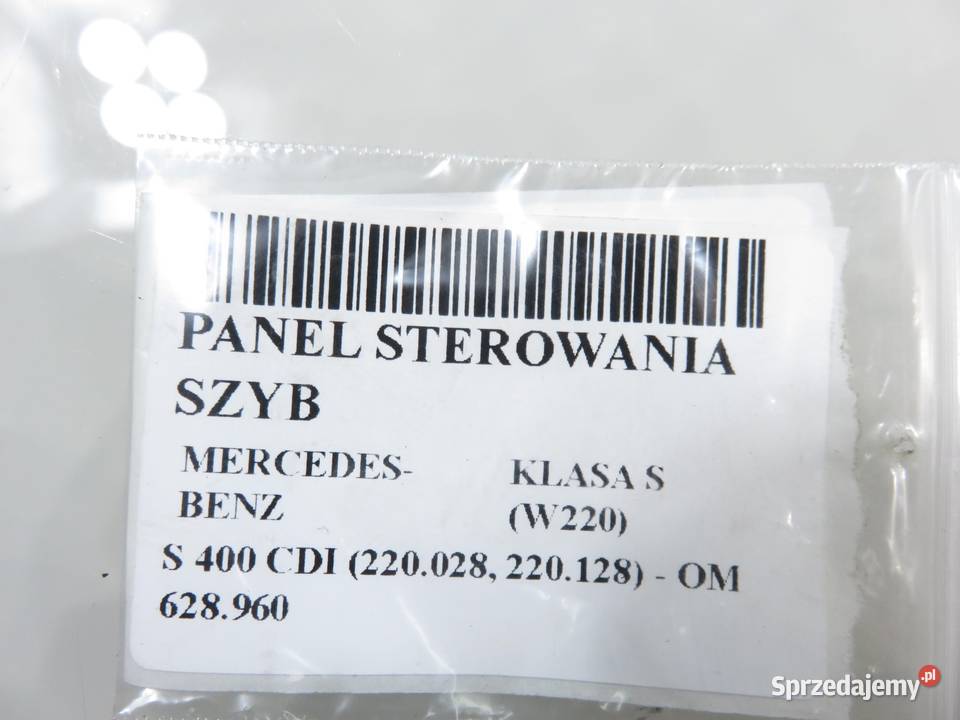 PANEL STEROWANIA
SZYB
MERCEDES-
BENZ
KLASA S
(W220)
S 400 CDI (220.028, 220.128) - OM
628.960
Sprzedajemy.pl